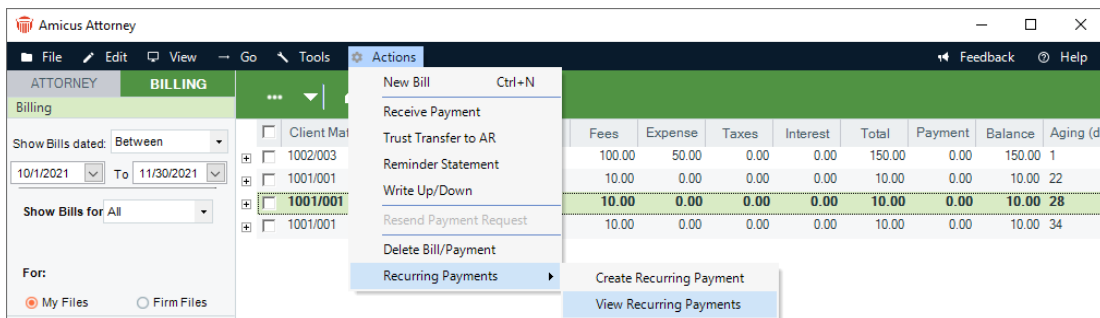 Amicus Attorney
File Edit View Go Tools Actions Feedback Help
ATTORNEY BILLING
Billing
Show Bills dated: Between
10/1/2021 To 11/30/2021
Show Bills for All
For:
My Files Firm Files
New Bill Ctrl+N
Receive Payment
Trust Transfer to AR
Reminder Statement
Write Up/Down
Resend Payment Request
Delete Bill/Payment
Recurring Payments
Create Recurring Payment
View Recurring Payments
Client Mat Fees Expense Taxes Interest Total Payment Balance Aging (d
1002/003 100.00 50.00 0.00 0.00 150.00 0.00 150.00 1
1001/001 10.00 0.00 0.00 0.00 10.00 0.00 10.00 22
1001/001 10.00 0.00 0.00 0.00 10.00 0.00 10.00 28
1001/001 10.00 0.00 0.00 0.00 10.00 0.00 10.00 34